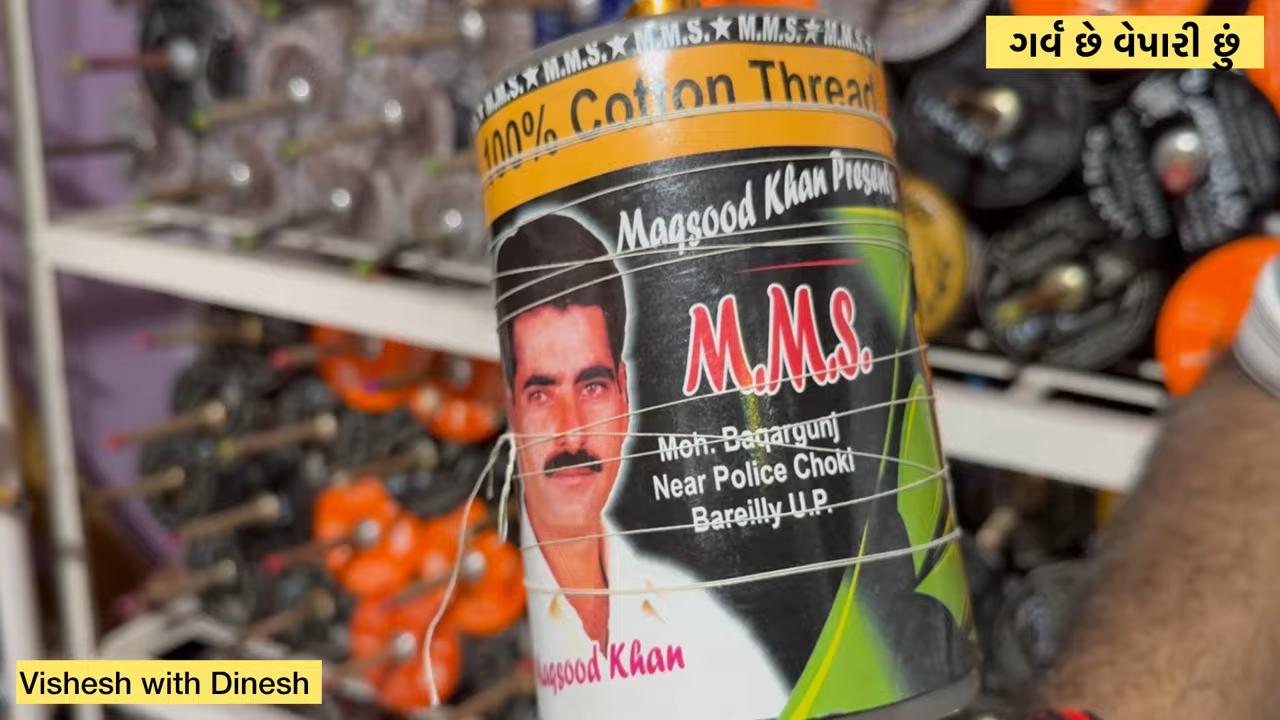 ગર્વ છે વેપારી છું
M.M.S.★ M.M.S.★ M.M.S.★ M.M.S.
100% Cotton Thread
Maqsood Khan Presents
M.M.S.
Moh. Baqargunj
Near Police Choki
Bareilly U.P.
Maqsood Khan
Vishesh with Dinesh